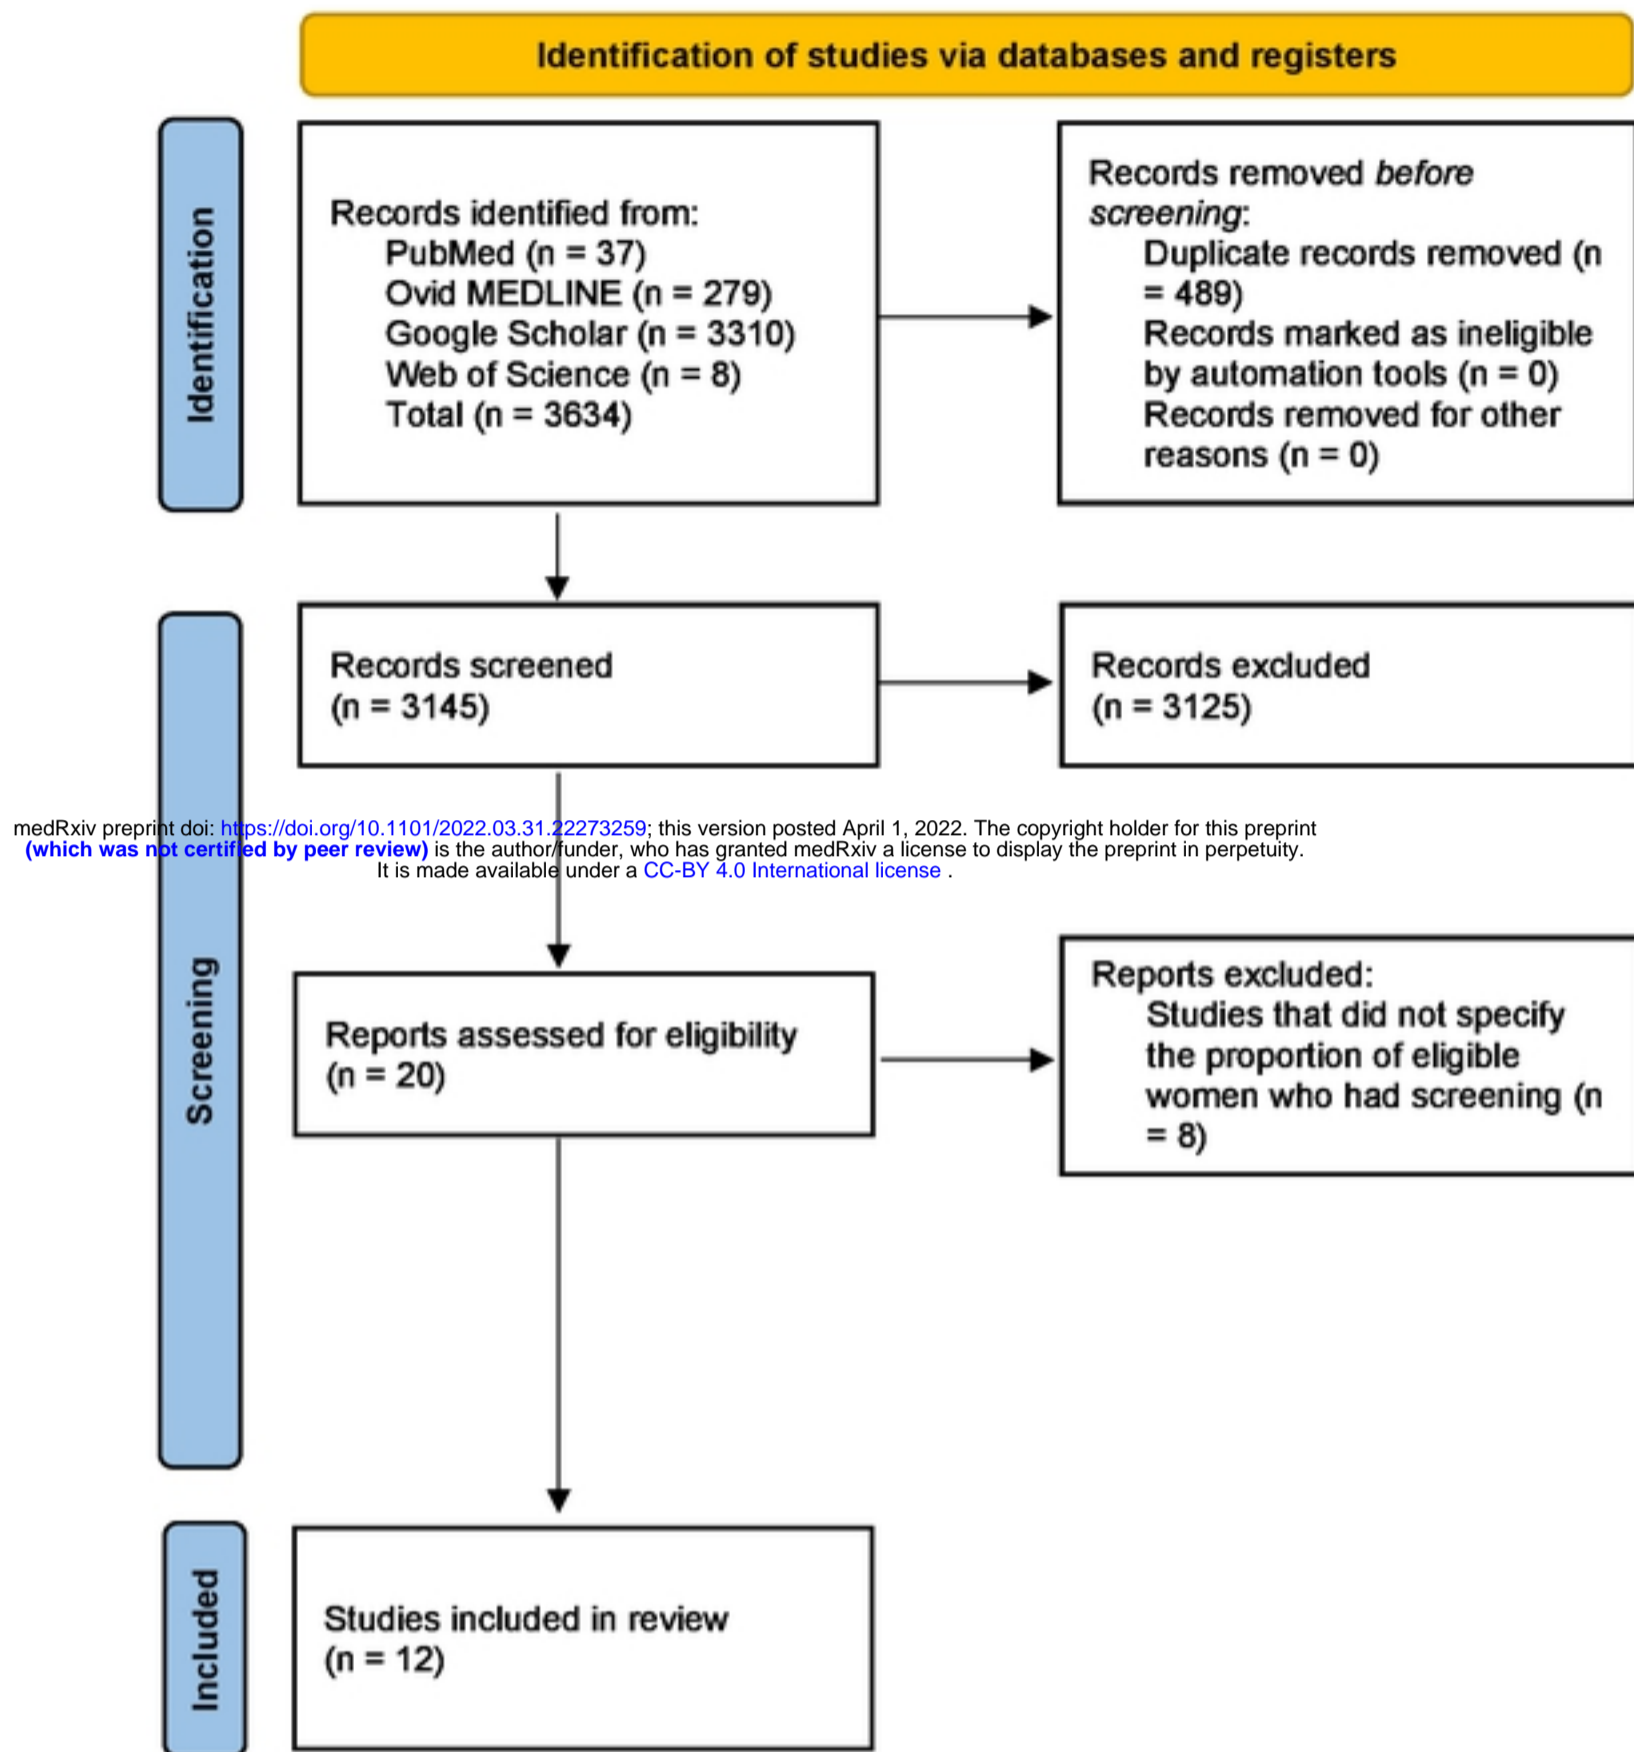 Identification of studies via databases and registers
Identification
Records identified from:
PubMed (n = 37)
Ovid MEDLINE (n = 279)
Google Scholar (n = 3310)
Web of Science (n = 8)
Total (n = 3634)
Records removed before
screening:
Duplicate records removed (n
= 489)
Records marked as ineligible
by automation tools (n = 0)
Records removed for other
reasons (n = 0)
Screening
Records screened
(n = 3145)
Records excluded
(n = 3125)
medRxiv preprint doi: https://doi.org/10.1101/2022.03.31.22273259; this version posted April 1, 2022. The copyright holder for this preprint
(which was not certified by peer review) is the author/funder, who has granted medRxiv a license to display the preprint in perpetuity.
It is made available under a CC-BY 4.0 International license .
Reports assessed for eligibility
(n = 20)
Reports excluded:
Studies that did not specify
the proportion of eligible
women who had screening (n
= 8)
Included
Studies included in review
(n = 12)